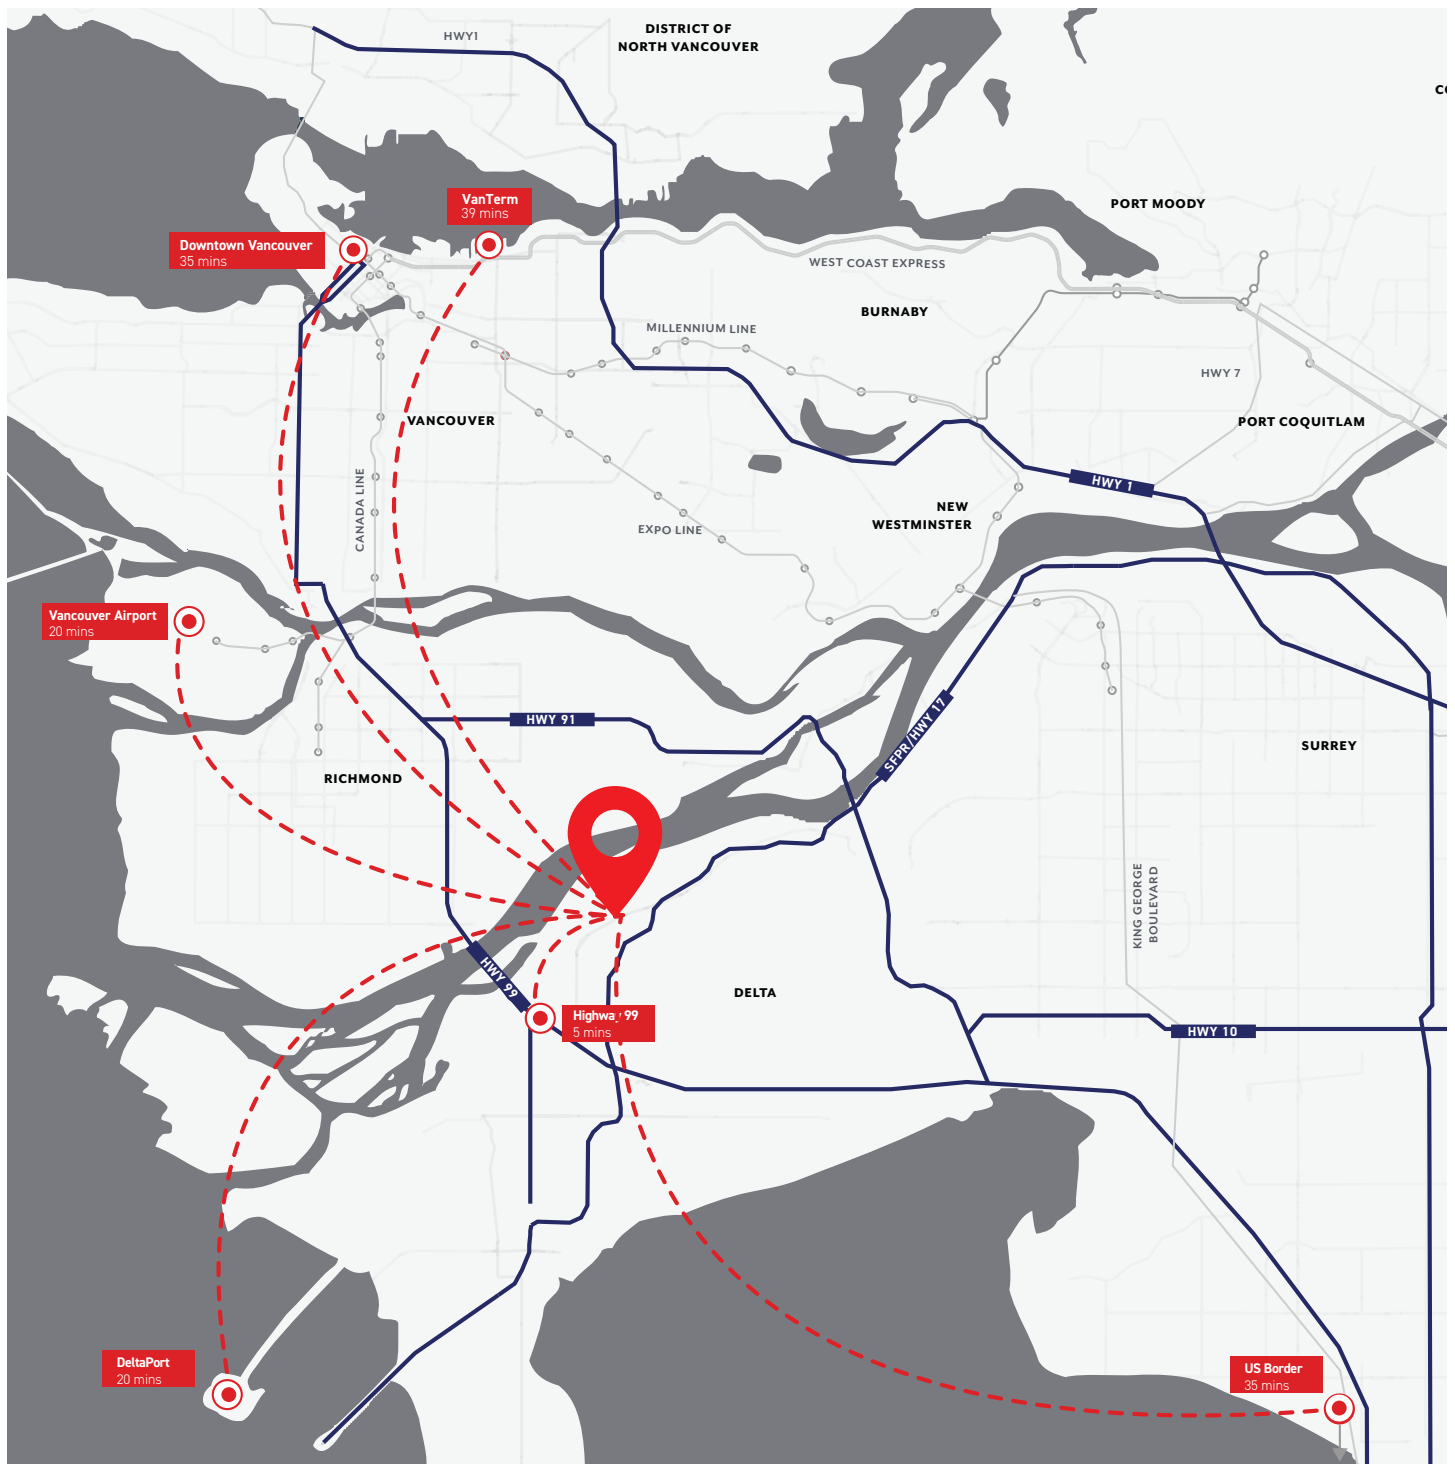 HWY1
DISTRICT OF
NORTH VANCOUVER
VanTerm
39 mins
PORT MOODY
Downtown Vancouver
35 mins
WEST COAST EXPRESS
BURNABY
MILLENNIUM LINE
HWY 7
VANCOUVER
PORT COQUITLAM
CANADA LINE
HWY 1
NEW
WESTMINSTER
EXPO LINE
Vancouver Airport
20 mins
HWY 91
SFPR/HWY 17
SURREY
RICHMOND
KING GEORGE
BOULEVARD
HWY 99
DELTA
Highway 99
5 mins
HWY 10
DeltaPort
20 mins
US Border
35 mins